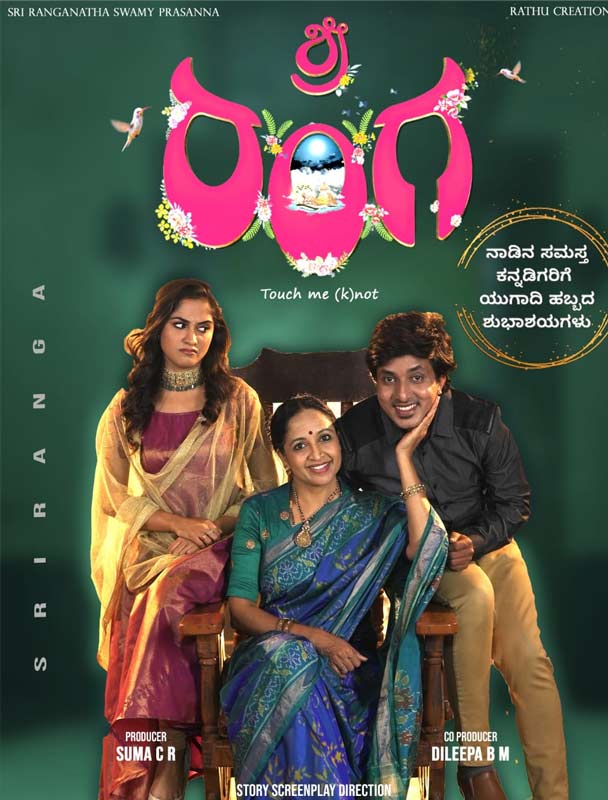 SRI RANGANATHA SWAMY PRASANNA
RATHU CREATION
ಶ್ರೀ
ರಂಗ
Touch me (k)not
ನಾಡಿನ ಸಮಸ್ತ
ಕನ್ನಡಿಗರಿಗೆ
ಯುಗಾದಿ ಹಬ್ಬದ
ಶುಭಾಶಯಗಳು
SRIRANGA
PRODUCER
SUMA C R
CO PRODUCER
DILEEPA B M
STORY SCREENPLAY DIRECTION